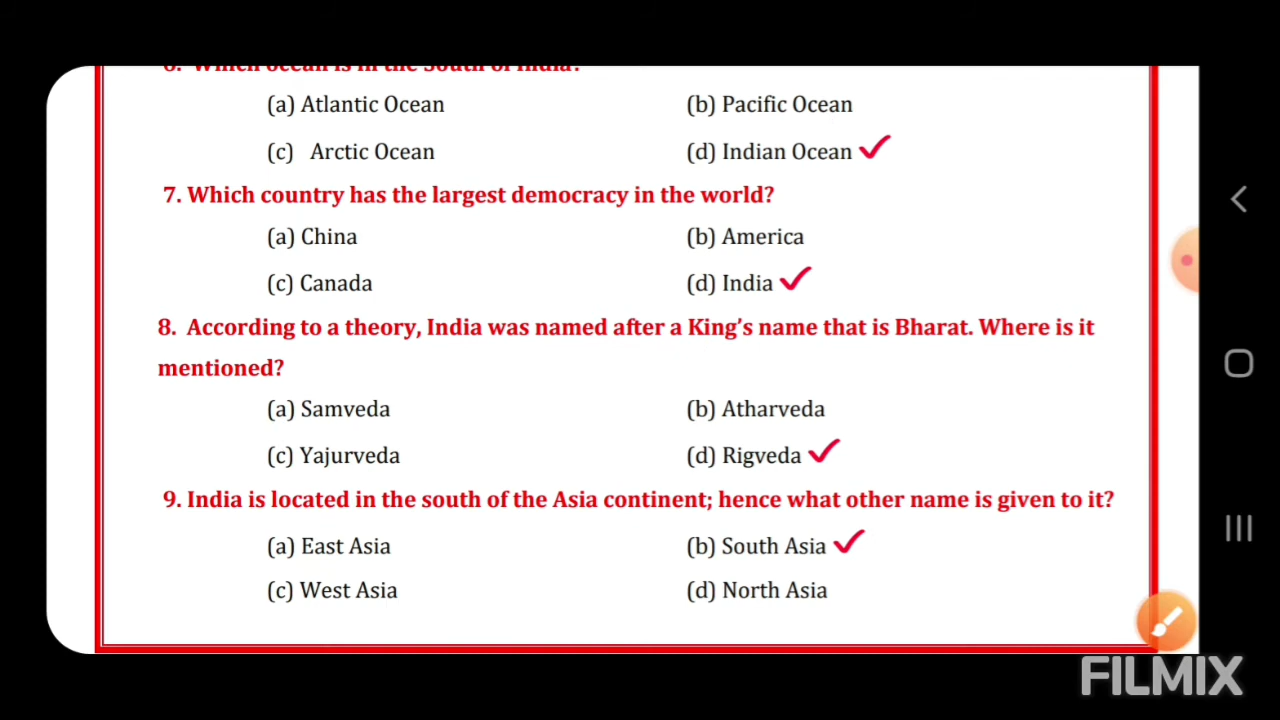 6. Which ocean is in the South of India?
(a) Atlantic Ocean (b) Pacific Ocean
(c) Arctic Ocean (d) Indian Ocean
7. Which country has the largest democracy in the world?
(a) China (b) America
(c) Canada (d) India
8. According to a theory, India was named after a King's name that is Bharat. Where is it
mentioned?
(a) Samveda (b) Atharveda
(c) Yajurveda (d) Rigveda
9. India is located in the south of the Asia continent; hence what other name is given to it?
(a) East Asia (b) South Asia
(c) West Asia (d) North Asia
FILMIX